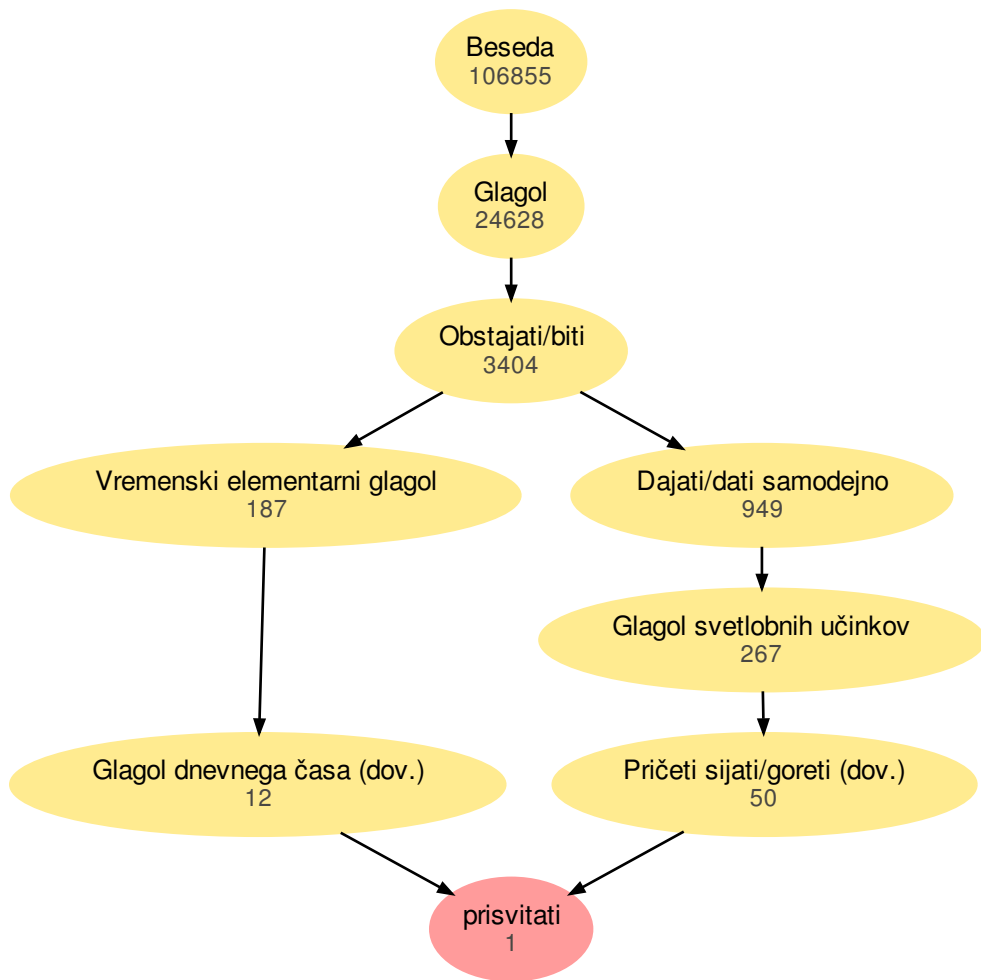 Beseda
106855
Glagol
24628
Obstajati/biti
3404
Vremenski elementarni glagol
187
Dajati/dati samodejno
949
Glagol svetlobnih učinkov
267
Glagol dnevnega časa (dov.)
12
Pričeti sijati/goreti (dov.)
50
prisvitati
1